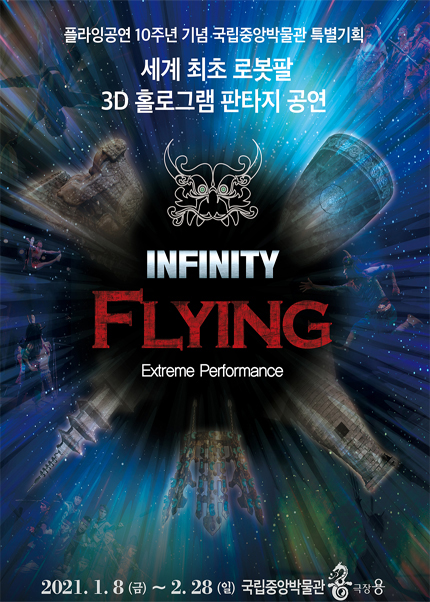 플라잉공연 10주년 기념·국립중앙박물관 특별기획
세계 최초 로봇팔
3D 홀로그램 판타지 공연
INFINITY
FLYING
Extreme Performance
2021. 1. 8 (금) ~ 2. 28 (일) 국립중앙박물관 극장용